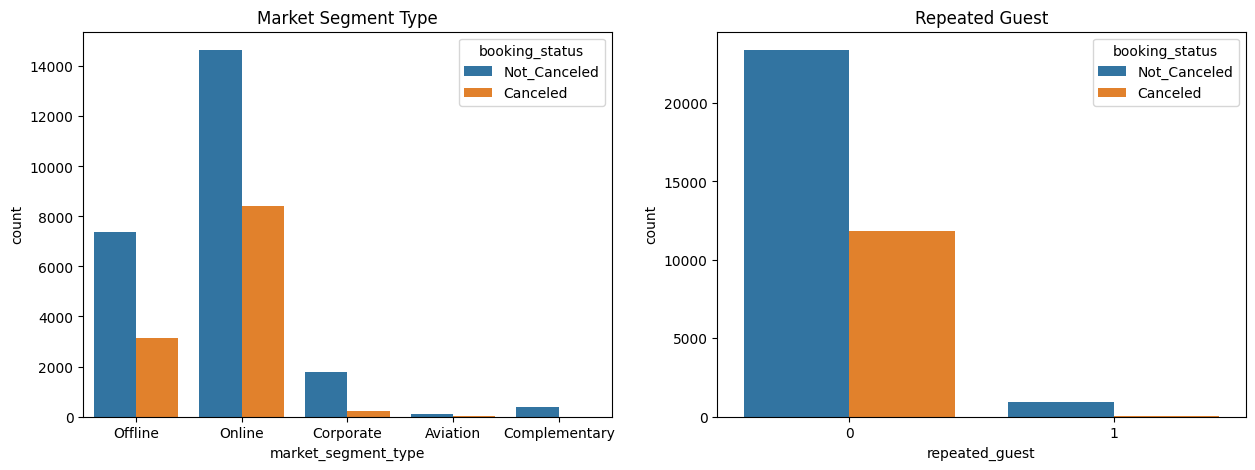 Market Segment Type
booking_status
Not_Canceled
Canceled
14000
12000
10000
8000
6000
4000
2000
0
count
Offline Online Corporate Aviation Complementary
market_segment_type
Repeated Guest
booking_status
Not_Canceled
Canceled
20000
15000
10000
5000
0
count
0 1
repeated_guest